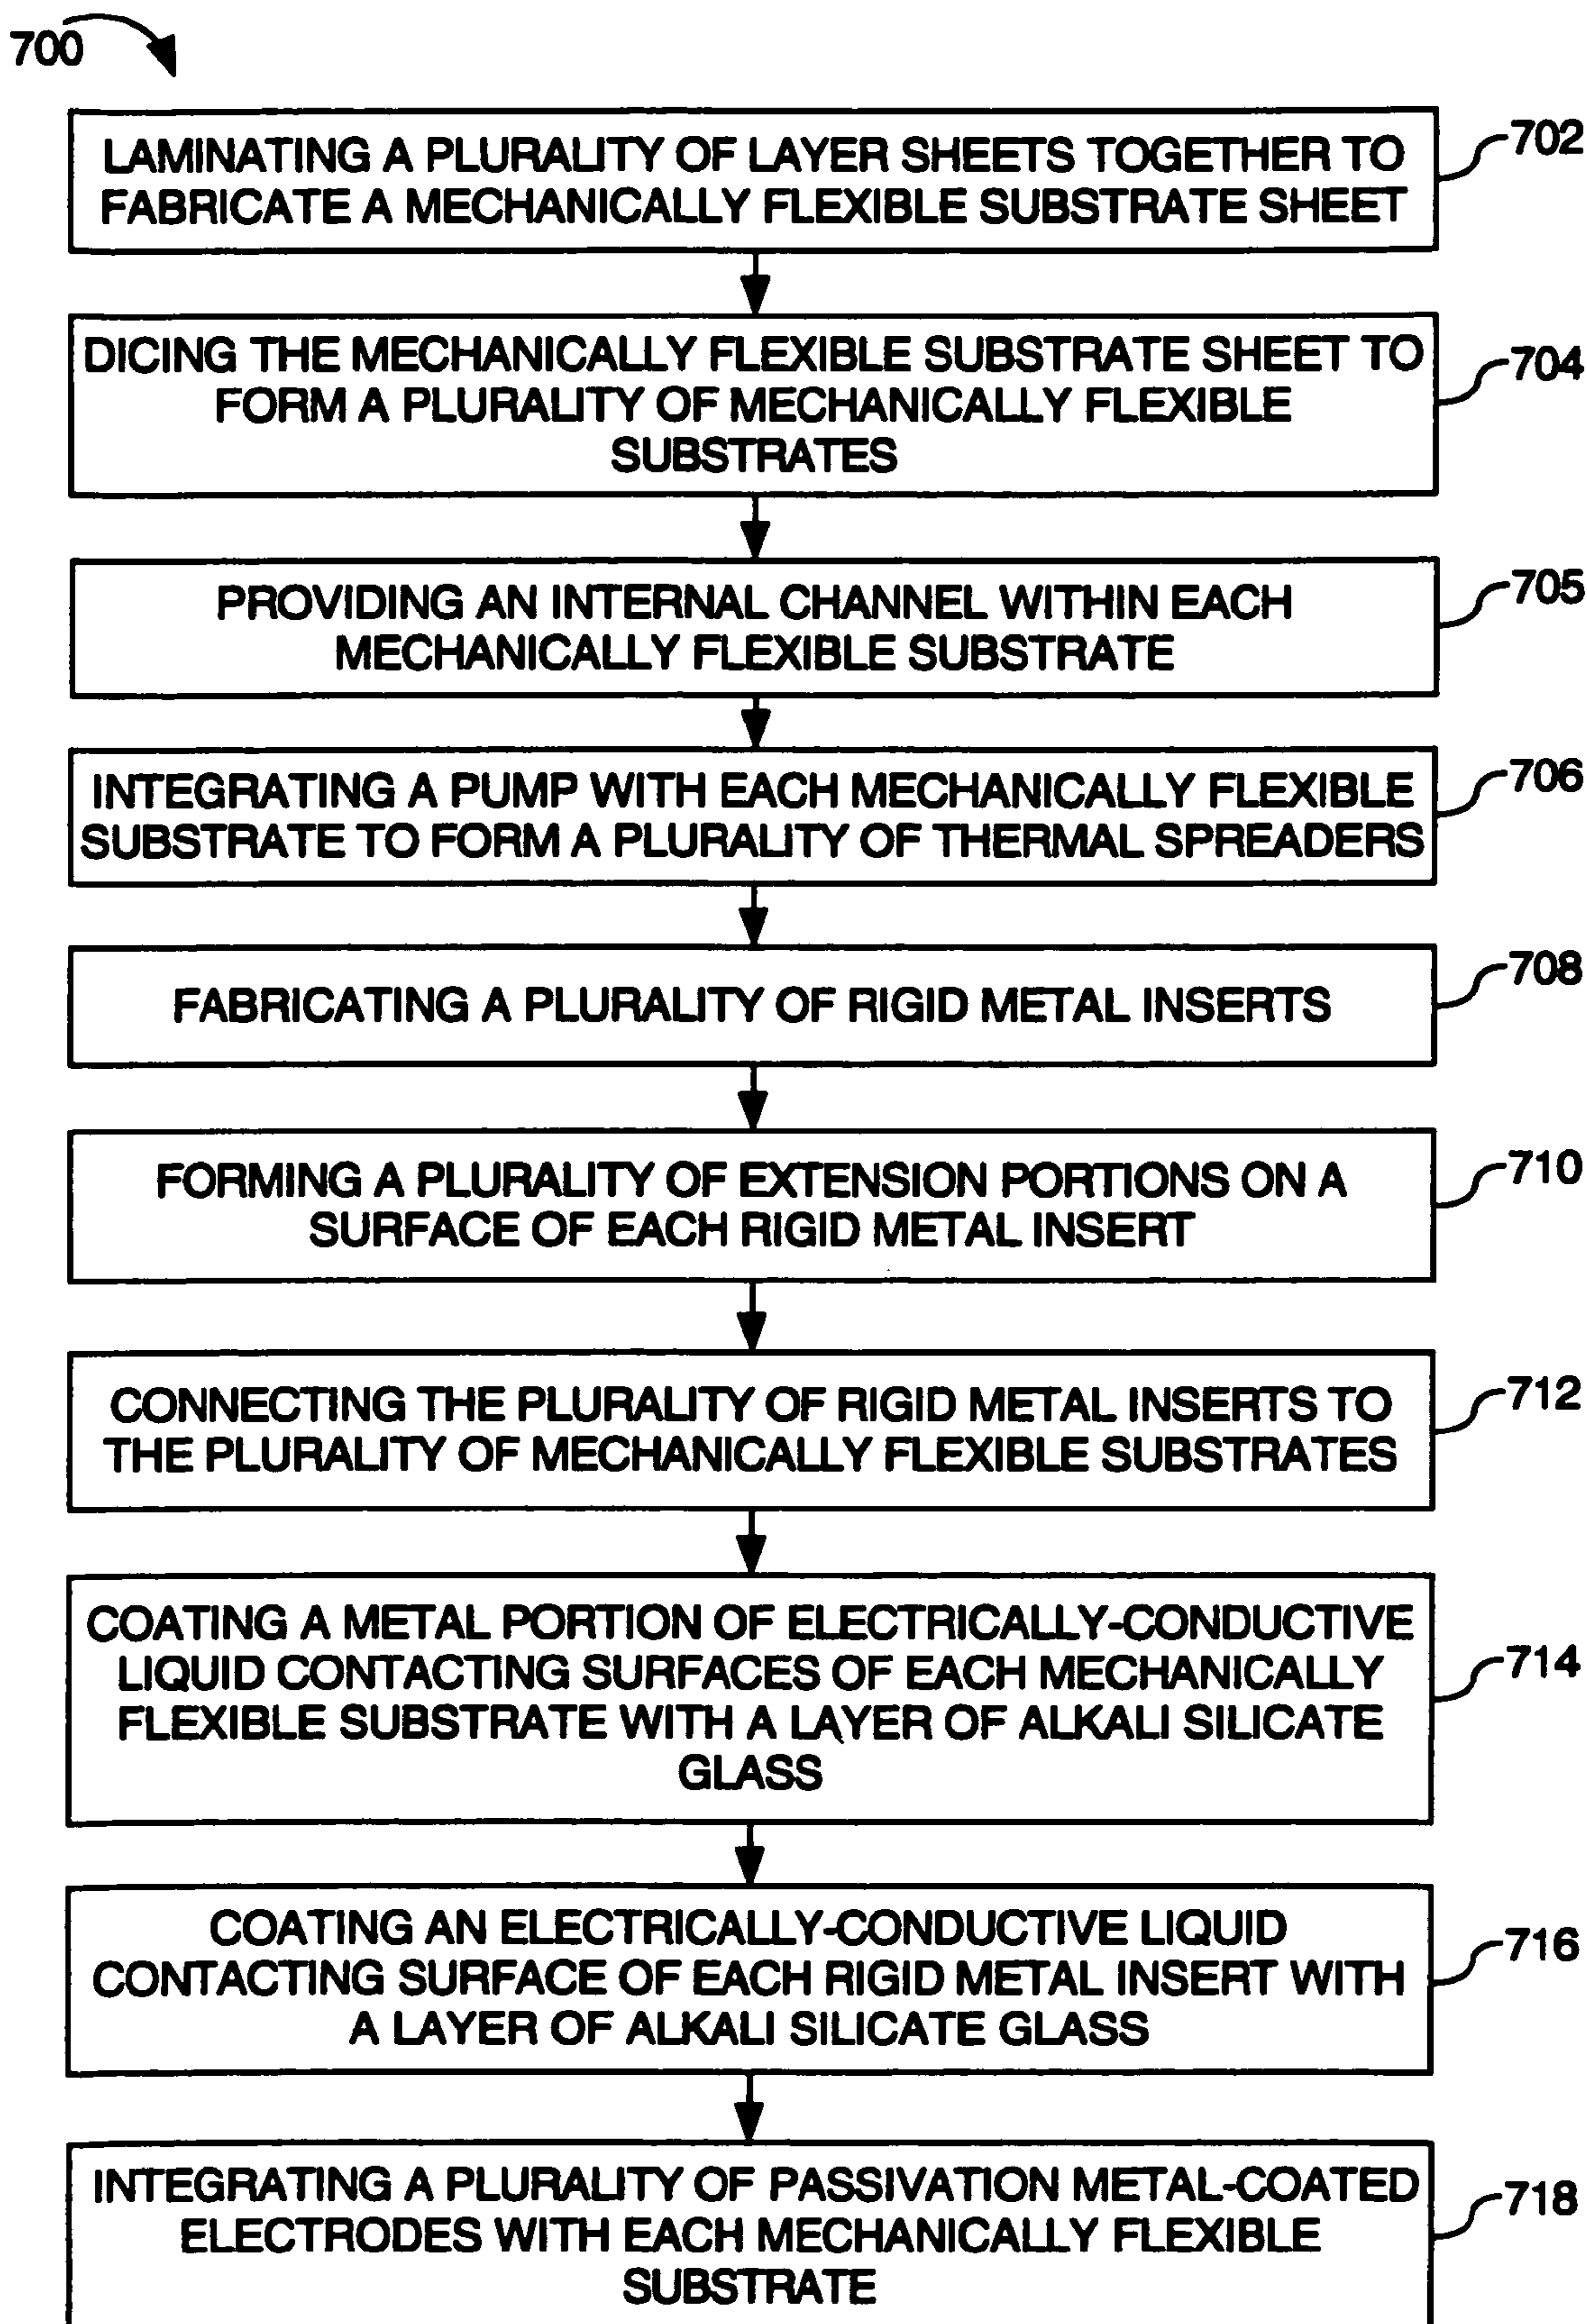 700
LAMINATING A PLURALITY OF LAYER SHEETS TOGETHER TO
FABRICATE A MECHANICALLY FLEXIBLE SUBSTRATE SHEET
702
DICING THE MECHANICALLY FLEXIBLE SUBSTRATE SHEET TO
FORM A PLURALITY OF MECHANICALLY FLEXIBLE
SUBSTRATES
704
PROVIDING AN INTERNAL CHANNEL WITHIN EACH
MECHANICALLY FLEXIBLE SUBSTRATE
705
INTEGRATING A PUMP WITH EACH MECHANICALLY FLEXIBLE
SUBSTRATE TO FORM A PLURALITY OF THERMAL SPREADERS
706
FABRICATING A PLURALITY OF RIGID METAL INSERTS
708
FORMING A PLURALITY OF EXTENSION PORTIONS ON A
SURFACE OF EACH RIGID METAL INSERT
710
CONNECTING THE PLURALITY OF RIGID METAL INSERTS TO
THE PLURALITY OF MECHANICALLY FLEXIBLE SUBSTRATES
712
COATING A METAL PORTION OF ELECTRICALLY-CONDUCTIVE
LIQUID CONTACTING SURFACES OF EACH MECHANICALLY
FLEXIBLE SUBSTRATE WITH A LAYER OF ALKALI SILICATE
GLASS
714
COATING AN ELECTRICALLY-CONDUCTIVE LIQUID
CONTACTING SURFACE OF EACH RIGID METAL INSERT WITH
A LAYER OF ALKALI SILICATE GLASS
716
INTEGRATING A PLURALITY OF PASSIVATION METAL-COATED
ELECTRODES WITH EACH MECHANICALLY FLEXIBLE
SUBSTRATE
718